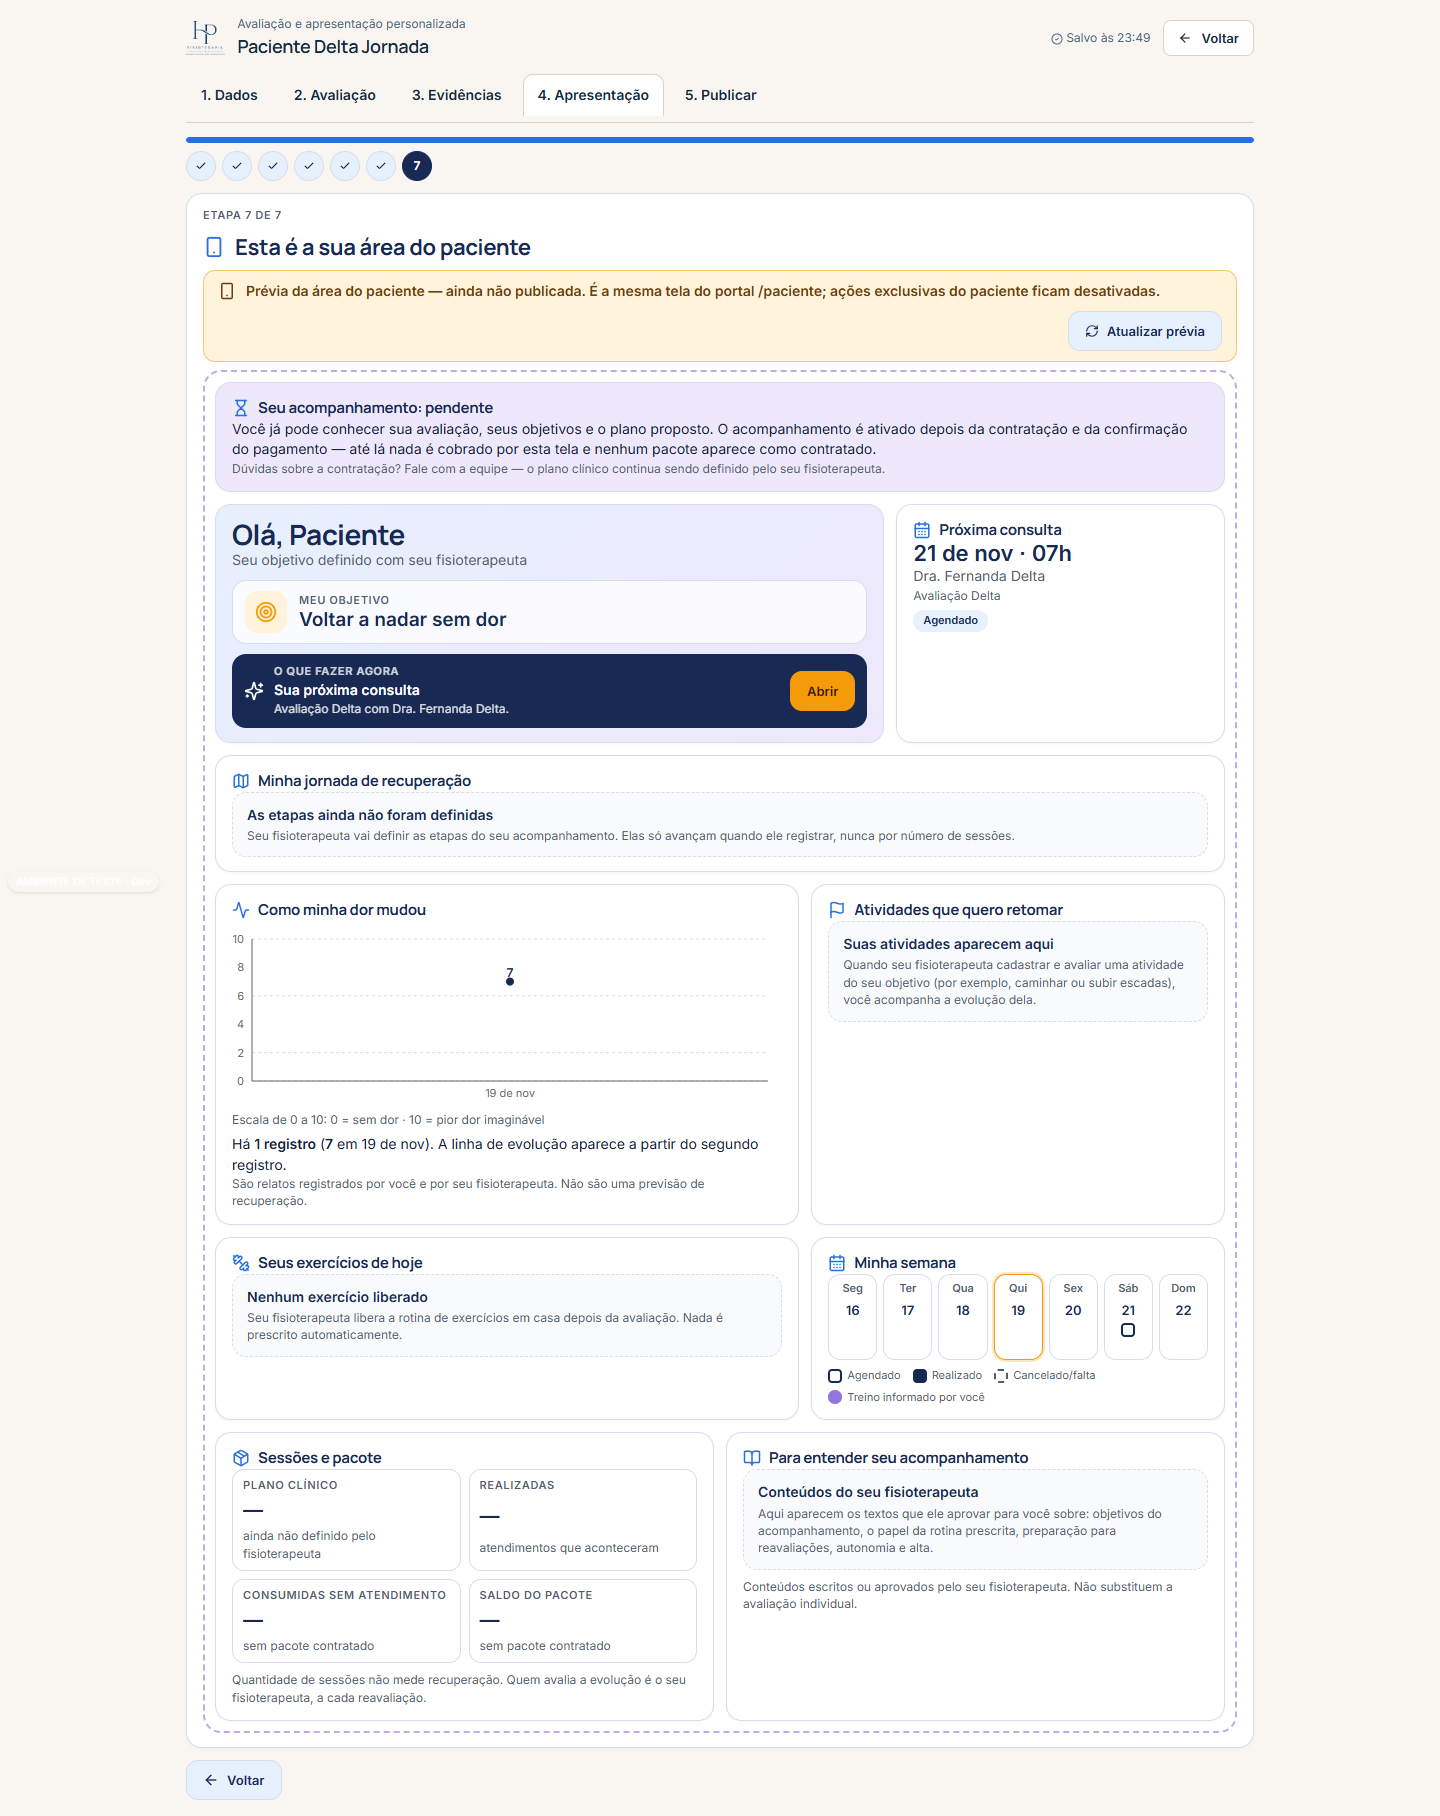 HP
FISIOTERAPIA
Avaliação e apresentação personalizada
Paciente Delta Jornada
Salvo às 23:49
Voltar
1. Dados
2. Avaliação
3. Evidências
4. Apresentação
5. Publicar
7
ETAPA 7 DE 7
Esta é a sua área do paciente
Prévia da área do paciente — ainda não publicada. É a mesma tela do portal /paciente; ações exclusivas do paciente ficam desativadas.
Atualizar prévia
Seu acompanhamento: pendente
Você já pode conhecer sua avaliação, seus objetivos e o plano proposto. O acompanhamento é ativado depois da contratação e da confirmação
do pagamento — até lá nada é cobrado por esta tela e nenhum pacote aparece como contratado.
Dúvidas sobre a contratação? Fale com a equipe — o plano clínico continua sendo definido pelo seu fisioterapeuta.
Olá, Paciente
Seu objetivo definido com seu fisioterapeuta
MEU OBJETIVO
Voltar a nadar sem dor
O QUE FAZER AGORA
Sua próxima consulta
Avaliação Delta com Dra. Fernanda Delta.
Abrir
Próxima consulta
21 de nov · 07h
Dra. Fernanda Delta
Avaliação Delta
Agendado
Minha jornada de recuperação
As etapas ainda não foram definidas
Seu fisioterapeuta vai definir as etapas do seu acompanhamento. Elas só avançam quando ele registrar, nunca por número de sessões.
AMBIENTE DE TESTE · Dev
Como minha dor mudou
10
8
6
4
2
0
7
19 de nov
Escala de 0 a 10: 0 = sem dor · 10 = pior dor imaginável
Há 1 registro (7 em 19 de nov). A linha de evolução aparece a partir do segundo
registro.
São relatos registrados por você e por seu fisioterapeuta. Não são uma previsão de
recuperação.
Atividades que quero retomar
Suas atividades aparecem aqui
Quando seu fisioterapeuta cadastrar e avaliar uma atividade
do seu objetivo (por exemplo, caminhar ou subir escadas),
você acompanha a evolução dela.
Seus exercícios de hoje
Nenhum exercício liberado
Seu fisioterapeuta libera a rotina de exercícios em casa depois da avaliação. Nada é
prescrito automaticamente.
Minha semana
Seg Ter Qua Qui Sex Sáb Dom
16 17 18 19 20 21 22
Agendado Realizado Cancelado/falta
Treino informado por você
Sessões e pacote
PLANO CLÍNICO
—
ainda não definido pelo
fisioterapeuta
REALIZADAS
—
atendimentos que aconteceram
CONSUMIDAS SEM ATENDIMENTO
—
sem pacote contratado
SALDO DO PACOTE
—
sem pacote contratado
Quantidade de sessões não mede recuperação. Quem avalia a evolução é o seu
fisioterapeuta, a cada reavaliação.
Para entender seu acompanhamento
Conteúdos do seu fisioterapeuta
Aqui aparecem os textos que ele aprovar para você sobre: objetivos do
acompanhamento, o papel da rotina prescrita, preparação para
reavaliações, autonomia e alta.
Conteúdos escritos ou aprovados pelo seu fisioterapeuta. Não substituem a
avaliação individual.
Voltar